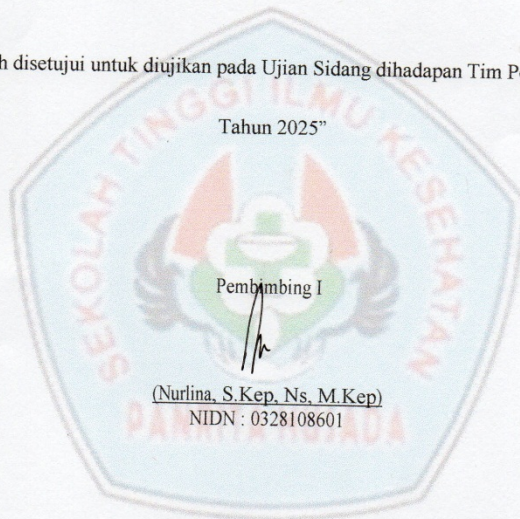 h disetujui untuk diujikan pada Ujian Sidang dihadapan Tim P
Tahun 2025”
SEKOLAH TINGGI ILMU KESEHATAN
Pembimbing I
(Nurlina, S.Kep, Ns, M.Kep)
NIDN : 0328108601